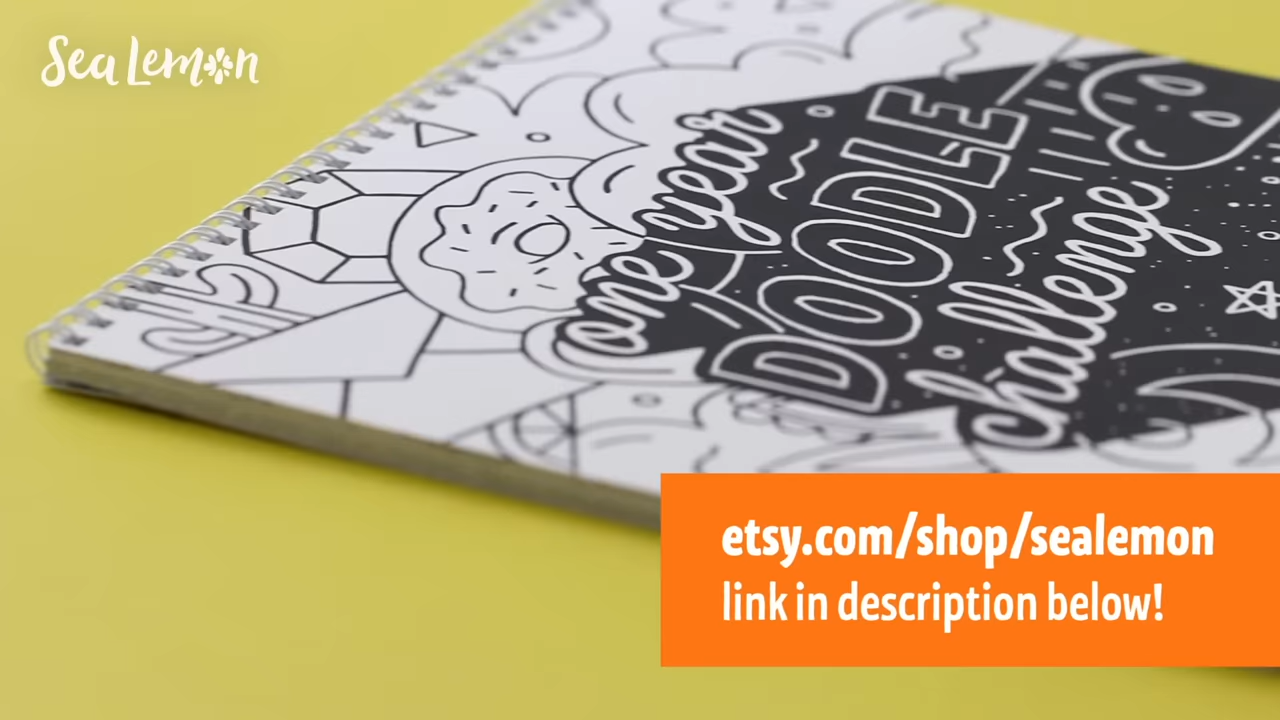 Sea Lemon
one year
DOODLE
challenge
etsy.com/shop/sealemon
link in description below!